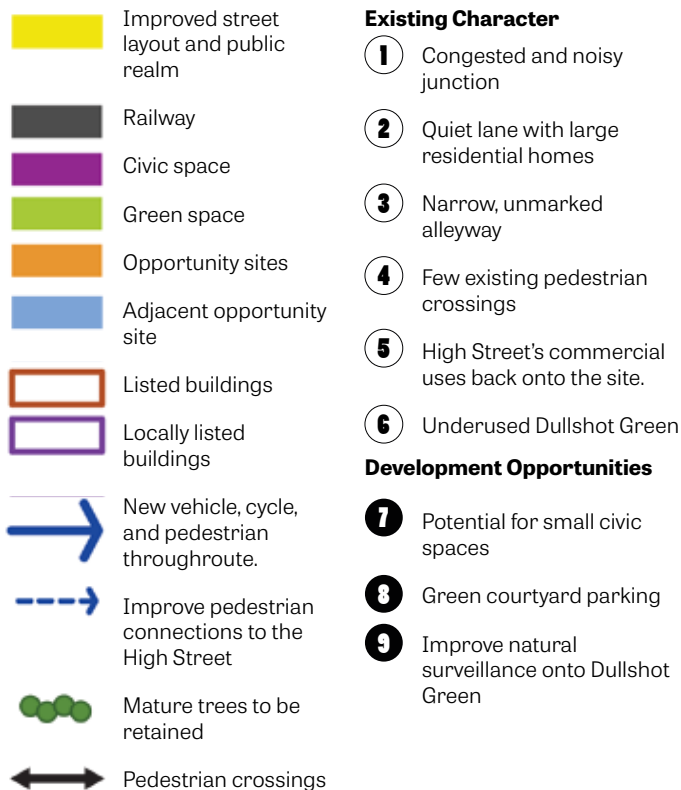 Improved street
layout and public
realm
Railway
Civic space
Green space
Opportunity sites
Adjacent opportunity
site
Listed buildings
Locally listed
buildings
New vehicle, cycle,
and pedestrian
throughroute.
Improve pedestrian
connections to the
High Street
Mature trees to be
retained
Pedestrian crossings
Existing Character
1 Congested and noisy
junction
2 Quiet lane with large
residential homes
3 Narrow, unmarked
alleyway
4 Few existing pedestrian
crossings
5 High Street's commercial
uses back onto the site.
6 Underused Dullshot Green
Development Opportunities
7 Potential for small civic
spaces
8 Green courtyard parking
9 Improve natural
surveillance onto Dullshot
Green